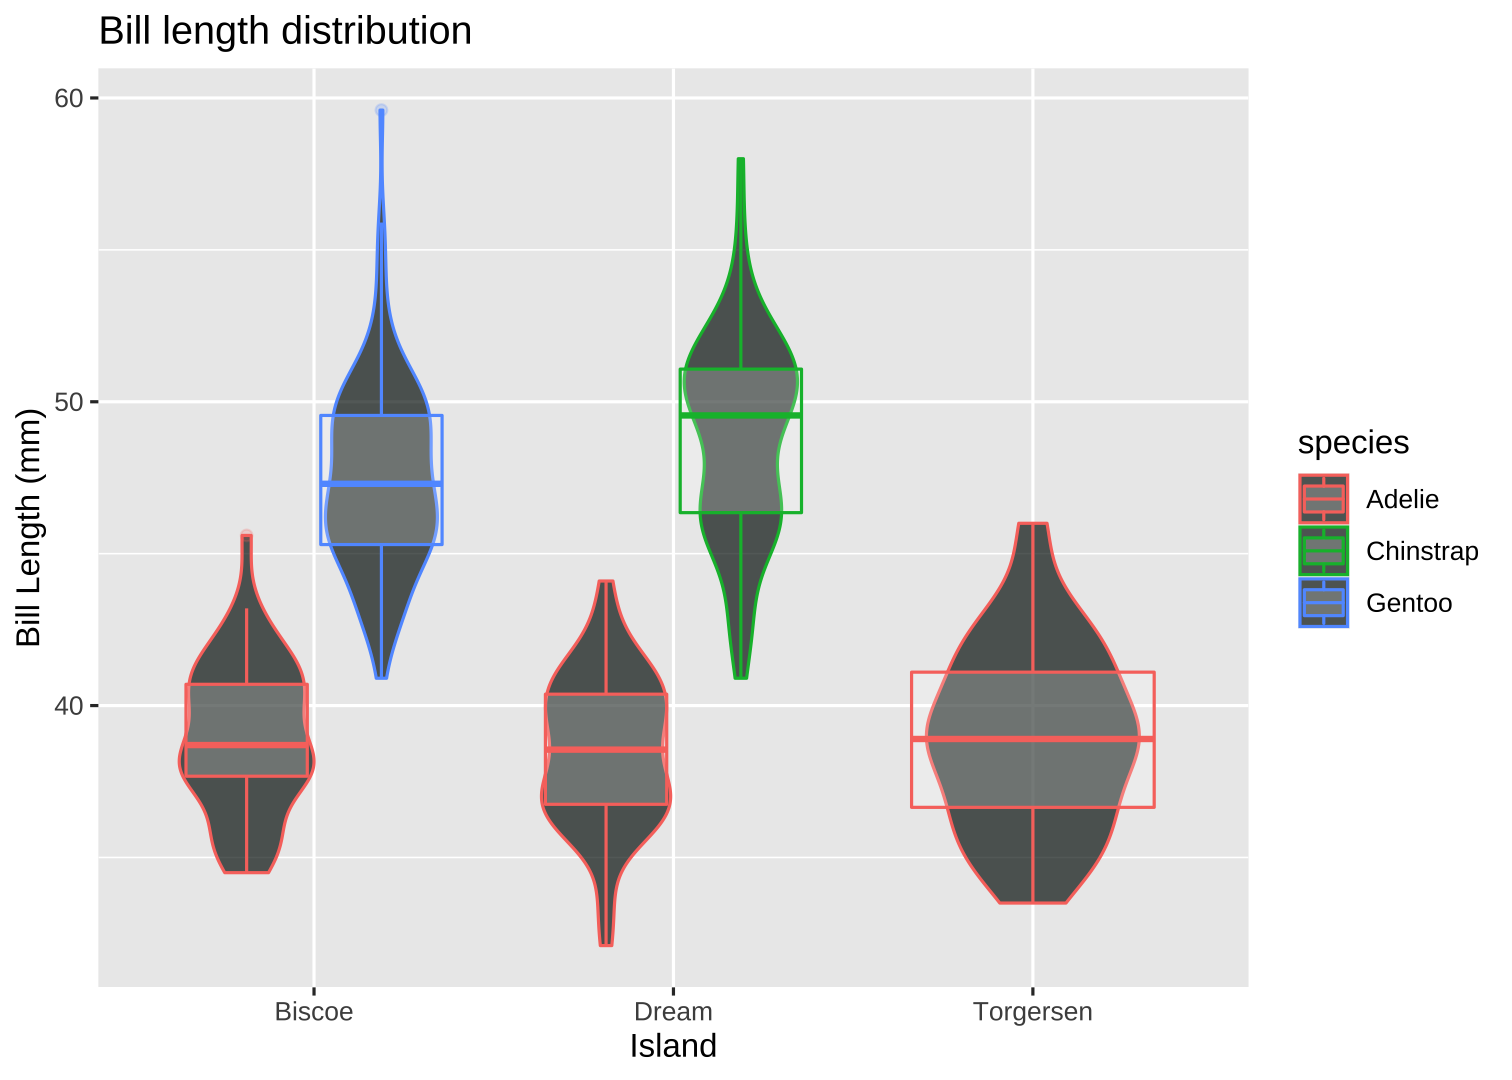 Bill length distribution
60
50
40
Bill Length (mm)
Biscoe
Dream
Torgersen
Island
species
Adelie
Chinstrap
Gentoo